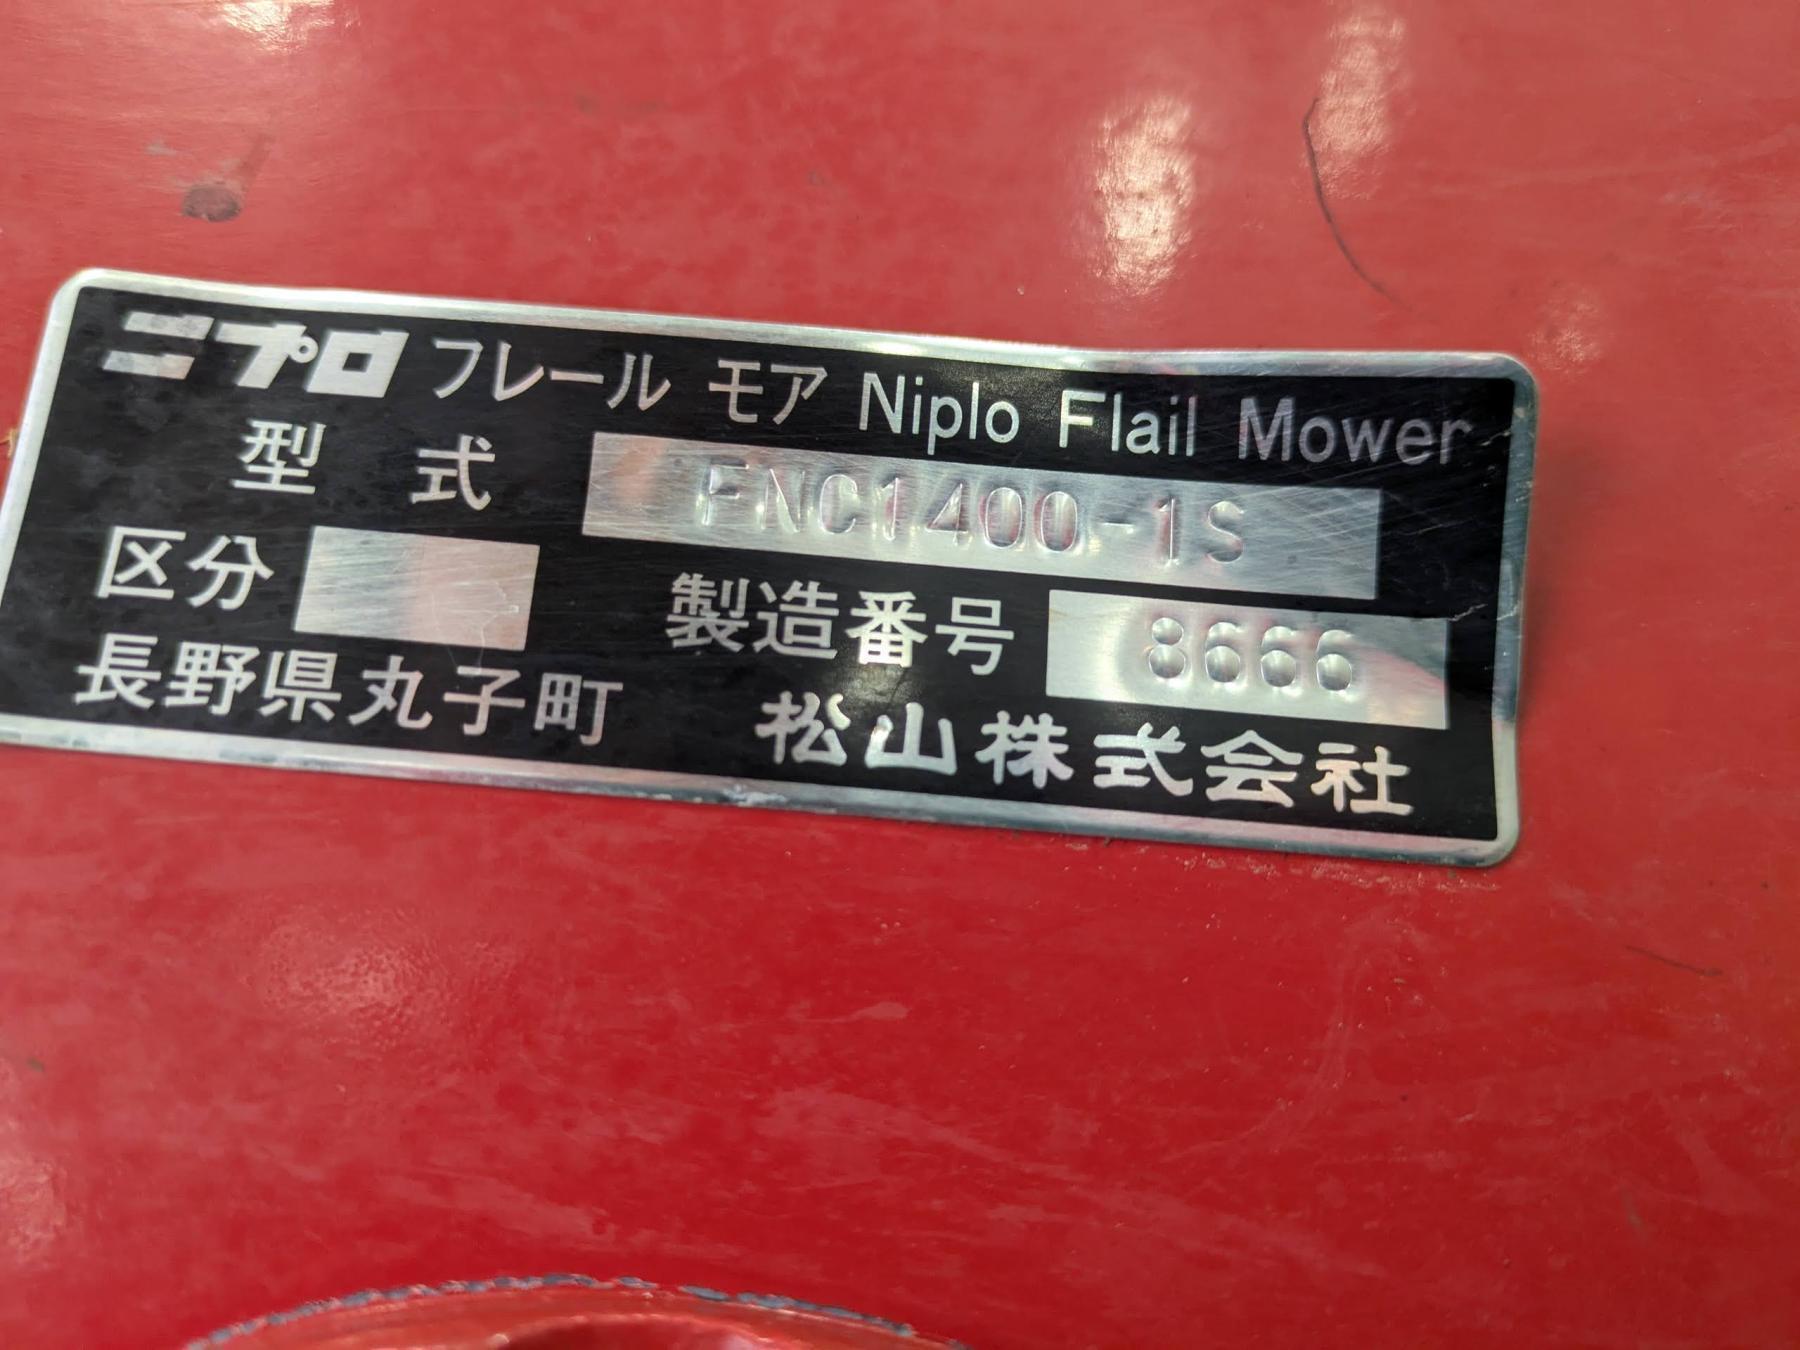 ニプロ フレール モア Niplo Flail Mower
型 式 FNC1400-1S
区分 製造番号 8666
長野県丸子町 松山株式会社